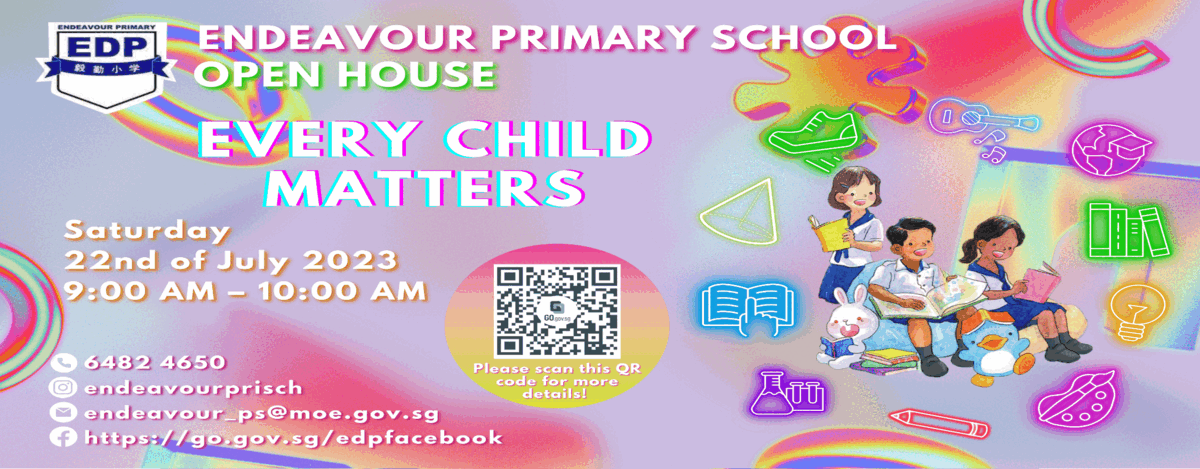 ENDEAVOUR PRIMARY
EDP
毅勤小学
ENDEAVOUR PRIMARY SCHOOL
OPEN HOUSE
EVERY CHILD
MATTERS
Saturday
22nd of July 2023
9:00 AM – 10:00 AM
GO.GOV.SG
Please scan this QR
code for more
details!
6482 4650
endeavourprisch
endeavour_ps@moe.gov.sg
https://go.gov.sg/edpfacebook